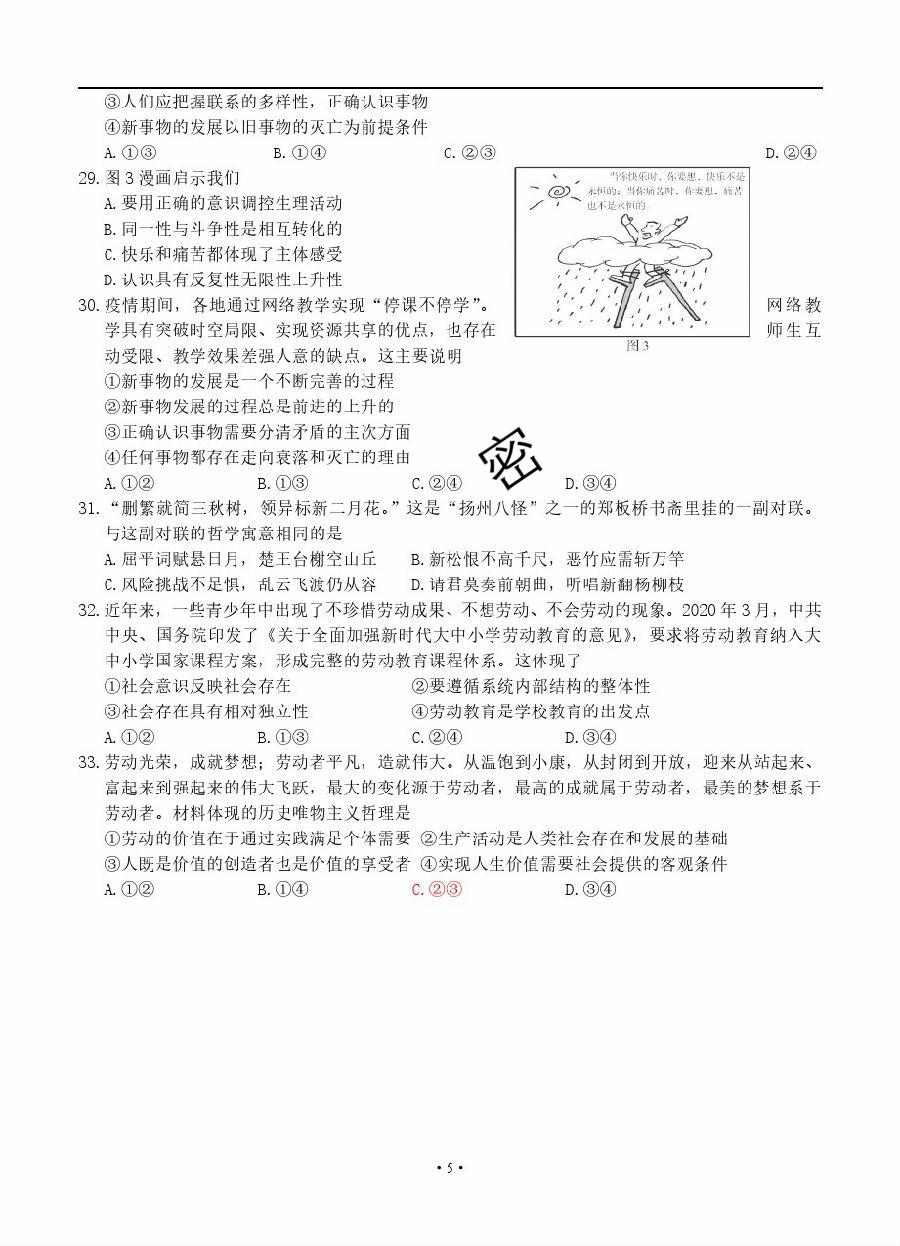 ③人们应把握联系的多样性，正确认识事物
④新事物的发展以旧事物的灭亡为前提条件
A. ①③ B. ①④ C. ②③ D. ②④
29. 图 3 漫画启示我们
A. 要用正确的意识调控生理活动
B. 同一性与斗争性是相互转化的
C. 快乐和痛苦都体现了主体感受
D. 认识具有反复性无限性上升性
当你快乐时，你要想，快乐不是
永恒的；当你痛苦时，你要想，痛苦
也不是永恒的。
图 3
30. 疫情期间，各地通过网络教学实现“停课不停学”。网络教
学具有突破时空局限、实现资源共享的优点，也存在师生互
动受限、教学效果差强人意的缺点。这主要说明
①新事物的发展是一个不断完善的过程
②新事物发展的过程总是前进的上升的
③正确认识事物需要分清矛盾的主次方面
④任何事物都存在走向衰落和灭亡的理由
密
A. ①② B. ①③ C. ②④ D. ③④
31. “删繁就简三秋树，领异标新二月花。”这是“扬州八怪”之一的郑板桥书斋里挂的一副对联。
与这副对联的哲学寓意相同的是
A. 屈平词赋悬日月，楚王台榭空山丘 B. 新松恨不高千尺，恶竹应需斩万竿
C. 风险挑战不足惧，乱云飞渡仍从容 D. 请君莫奏前朝曲，听唱新翻杨柳枝
32. 近年来，一些青少年中出现了不珍惜劳动成果、不想劳动、不会劳动的现象。2020 年 3 月，中共
中央、国务院印发了《关于全面加强新时代大中小学劳动教育的意见》，要求将劳动教育纳入大
中小学国家课程方案，形成完整的劳动教育课程体系。这体现了
①社会意识反映社会存在 ②要遵循系统内部结构的整体性
③社会存在具有相对独立性 ④劳动教育是学校教育的出发点
A. ①② B. ①③ C. ②④ D. ③④
33. 劳动光荣，成就梦想；劳动者平凡，造就伟大。从温饱到小康，从封闭到开放，迎来从站起来、
富起来到强起来的伟大飞跃，最大的变化源于劳动者，最高的成就属于劳动者，最美的梦想系于
劳动者。材料体现的历史唯物主义哲理是
①劳动的价值在于通过实践满足个体需要 ②生产活动是人类社会存在和发展的基础
③人既是价值的创造者也是价值的享受者 ④实现人生价值需要社会提供的客观条件
A. ①② B. ①④ C. ②③ D. ③④
• 5 •